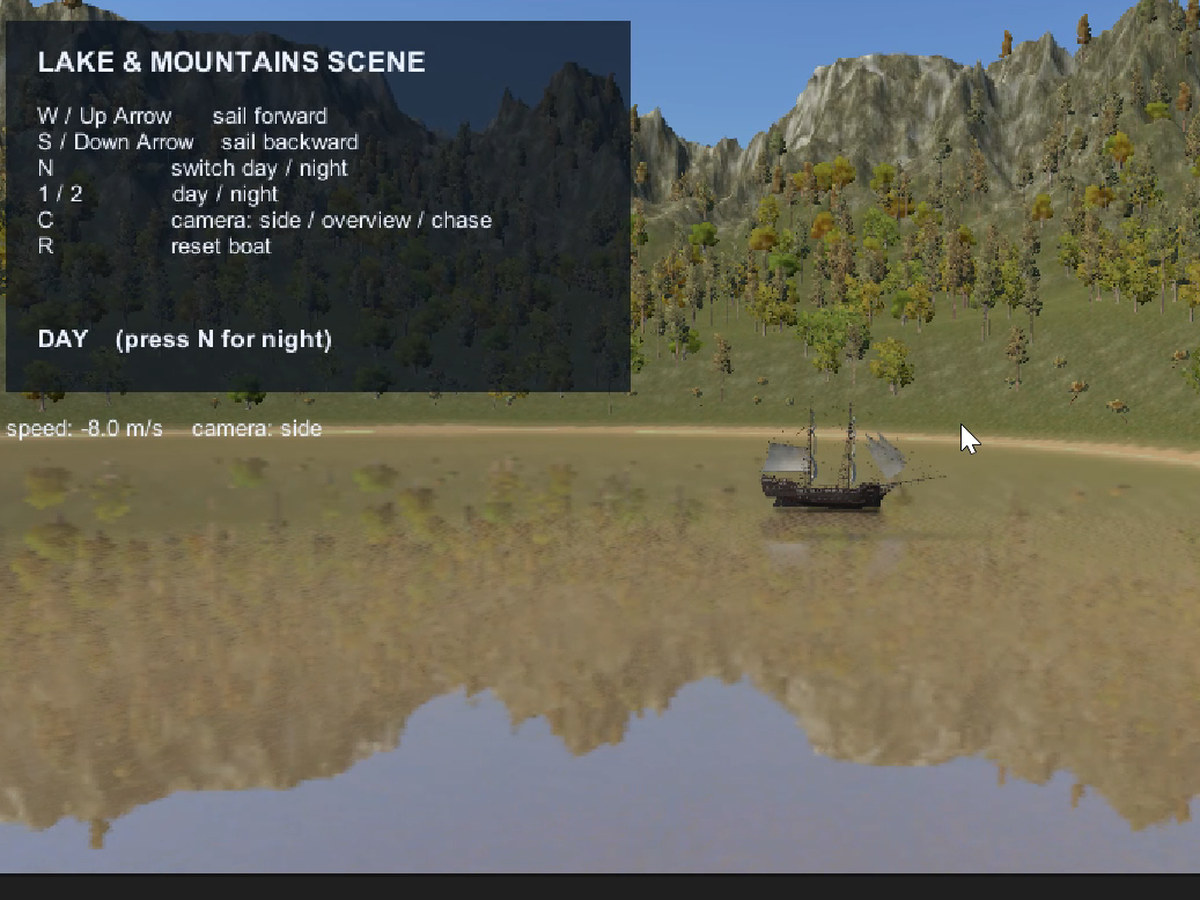 LAKE & MOUNTAINS SCENE
W / Up Arrow sail forward
S / Down Arrow sail backward
N switch day / night
1 / 2 day / night
C camera: side / overview / chase
R reset boat
DAY (press N for night)
speed: -8.0 m/s camera: side